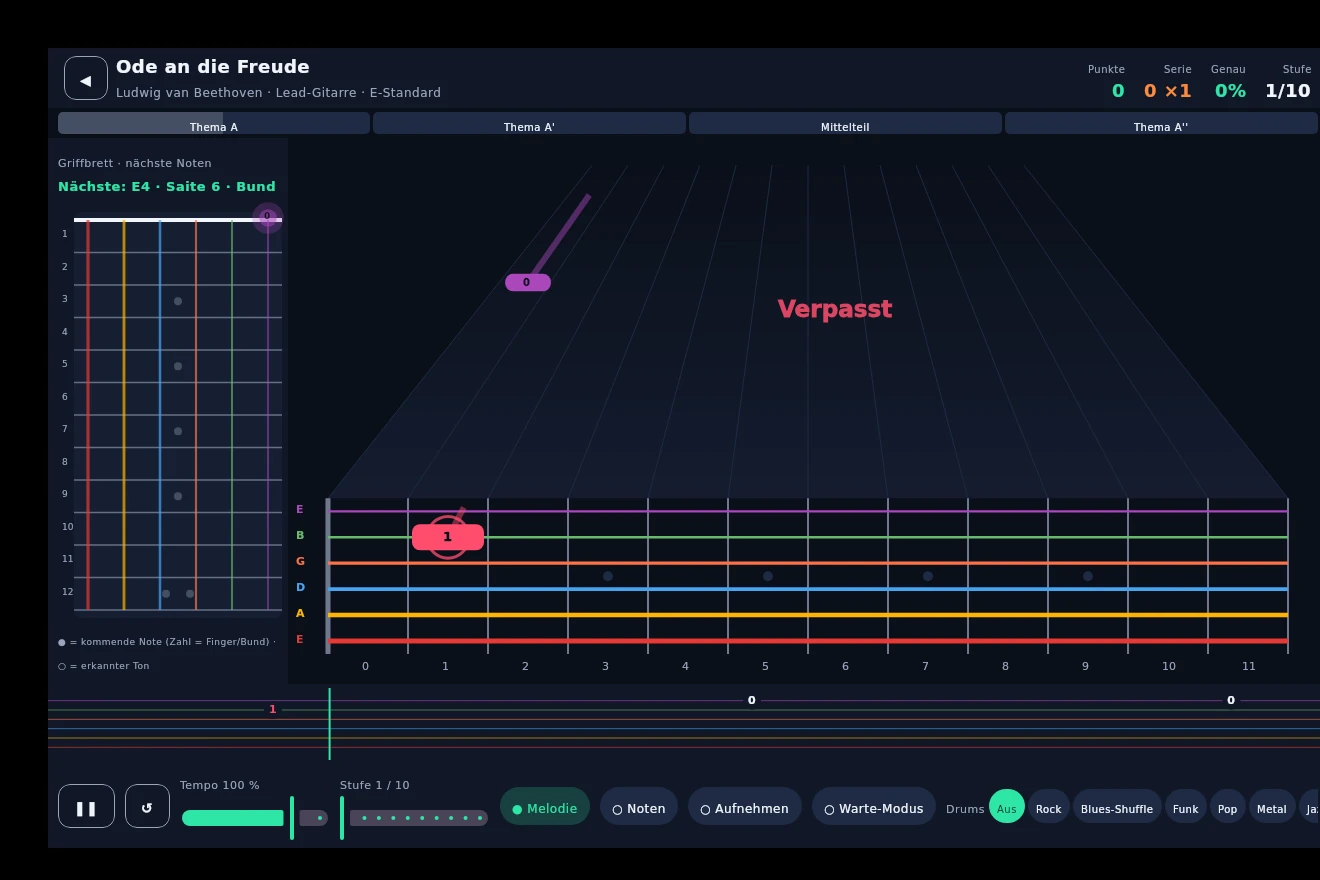 ◀ Ode an die Freude
Ludwig van Beethoven · Lead-Gitarre · E-Standard
Punkte Serie Genau Stufe
0 0 ×1 0% 1/10
Thema A Thema A' Mittelteil Thema A''
Griffbrett · nächste Noten
Nächste: E4 · Saite 6 · Bund
0
1
2
3
4
5
6
7
8
9
10
11
12
● = kommende Note (Zahl = Finger/Bund) ·
○ = erkannter Ton
0
Verpasst
E
B 1
G
D
A
E
0 1 2 3 4 5 6 7 8 9 10 11
0 0
1
Tempo 100 % Stufe 1 / 10
❚❚ ↺ ● Melodie ○ Noten ○ Aufnehmen ○ Warte-Modus Drums Aus Rock Blues-Shuffle Funk Pop Metal